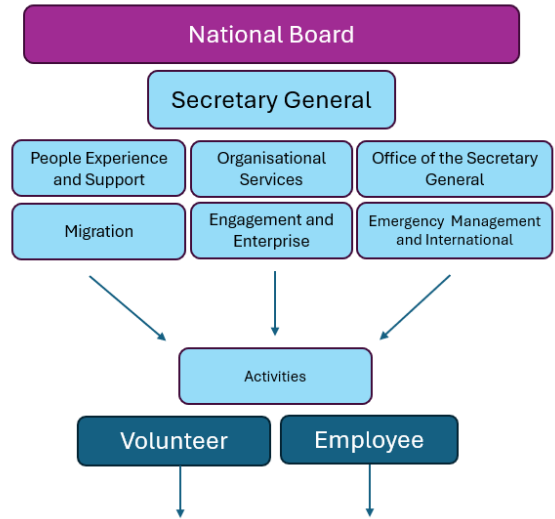 National Board
Secretary General
People Experience
and Support
Organisational
Services
Office of the Secretary
General
Migration
Engagement and
Enterprise
Emergency Management
and International
Activities
Volunteer
Employee